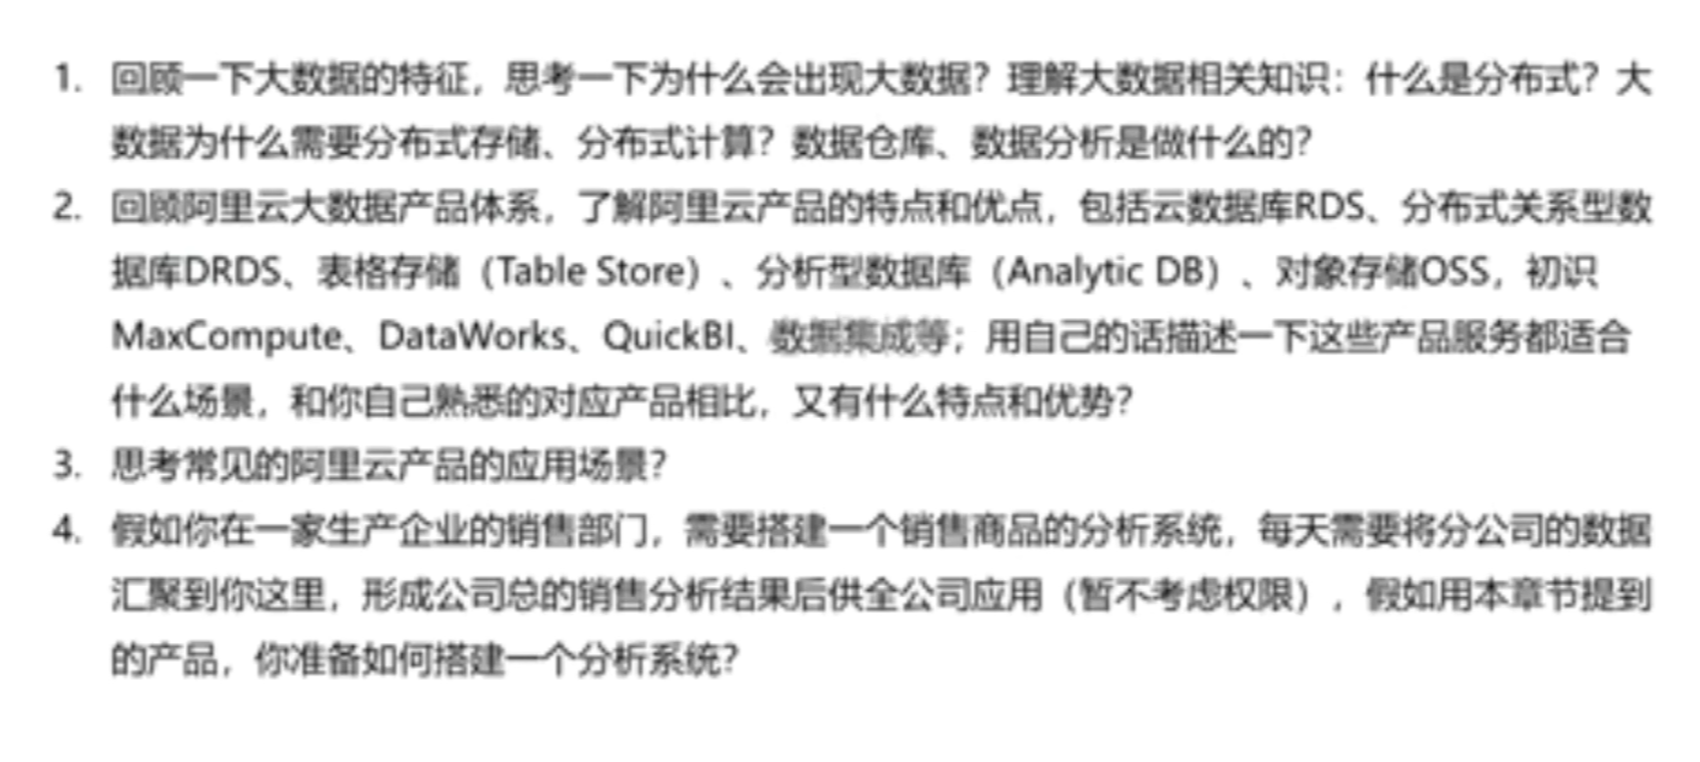 1. 回顾一下大数据的特征，思考一下为什么会出现大数据？理解大数据相关知识：什么是分布式？大
数据为什么需要分布式存储、分布式计算？数据仓库、数据分析是做什么的？
2. 回顾阿里云大数据产品体系，了解阿里云产品的特点和优点，包括云数据库RDS、分布式关系型数
据库DRDS、表格存储（Table Store）、分析型数据库（Analytic DB）、对象存储OSS，初识
MaxCompute、DataWorks、QuickBI、数据集成等；用自己的话描述一下这些产品服务都适合
什么场景，和你自己熟悉的对应产品相比，又有什么特点和优势？
3. 思考常见的阿里云产品的应用场景？
4. 假如你在一家生产企业的销售部门，需要搭建一个销售商品的分析系统，每天需要将分公司的数据
汇聚到你这里，形成公司总的销售分析结果后供全公司应用（暂不考虑权限），假如用本章节提到
的产品，你准备如何搭建一个分析系统？